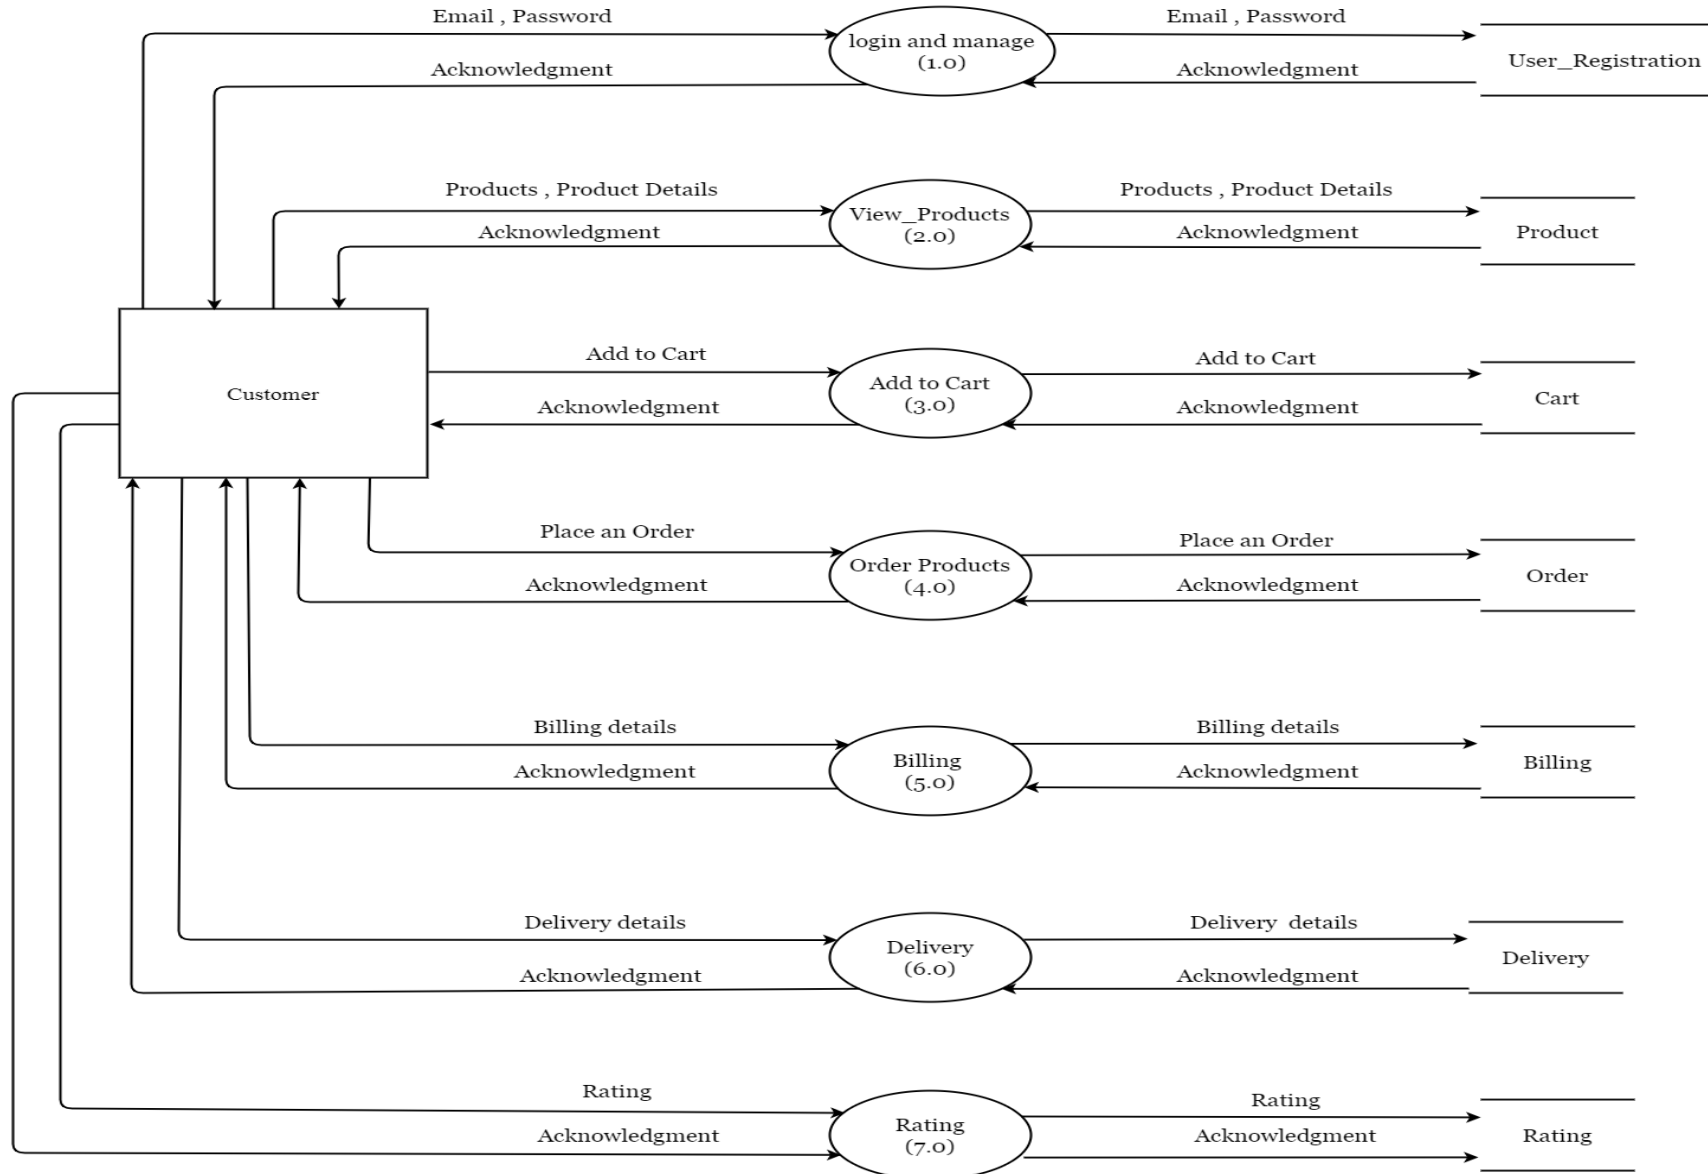 Email , Password
Email , Password
login and manage
(1.0)
User_Registration
Acknowledgment
Acknowledgment
Products , Product Details
Products , Product Details
View_Products
(2.0)
Product
Acknowledgment
Acknowledgment
Add to Cart
Add to Cart
Customer
Add to Cart
(3.0)
Cart
Acknowledgment
Acknowledgment
Place an Order
Place an Order
Order Products
(4.0)
Order
Acknowledgment
Acknowledgment
Billing details
Billing details
Billing
(5.0)
Billing
Acknowledgment
Acknowledgment
Delivery details
Delivery  details
Delivery
(6.0)
Delivery
Acknowledgment
Acknowledgment
Rating
Rating
Rating
(7.0)
Rating
Acknowledgment
Acknowledgment